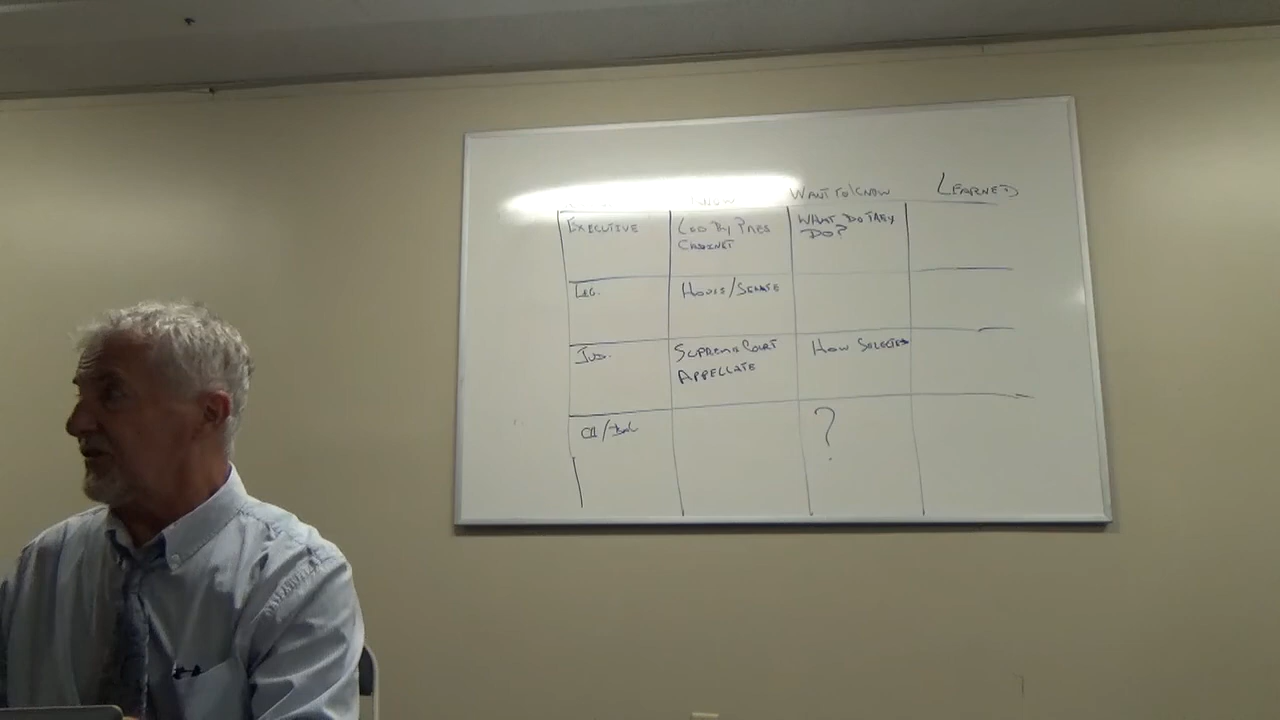 KNOW WANT TO KNOW LEARNED
EXECUTIVE LED BY PRES WHAT DO THEY
CABINET DO?
LEG. HOUSE/SENATE
JUD. SUPREME COURT HOW SELECTED
APPELLATE
?